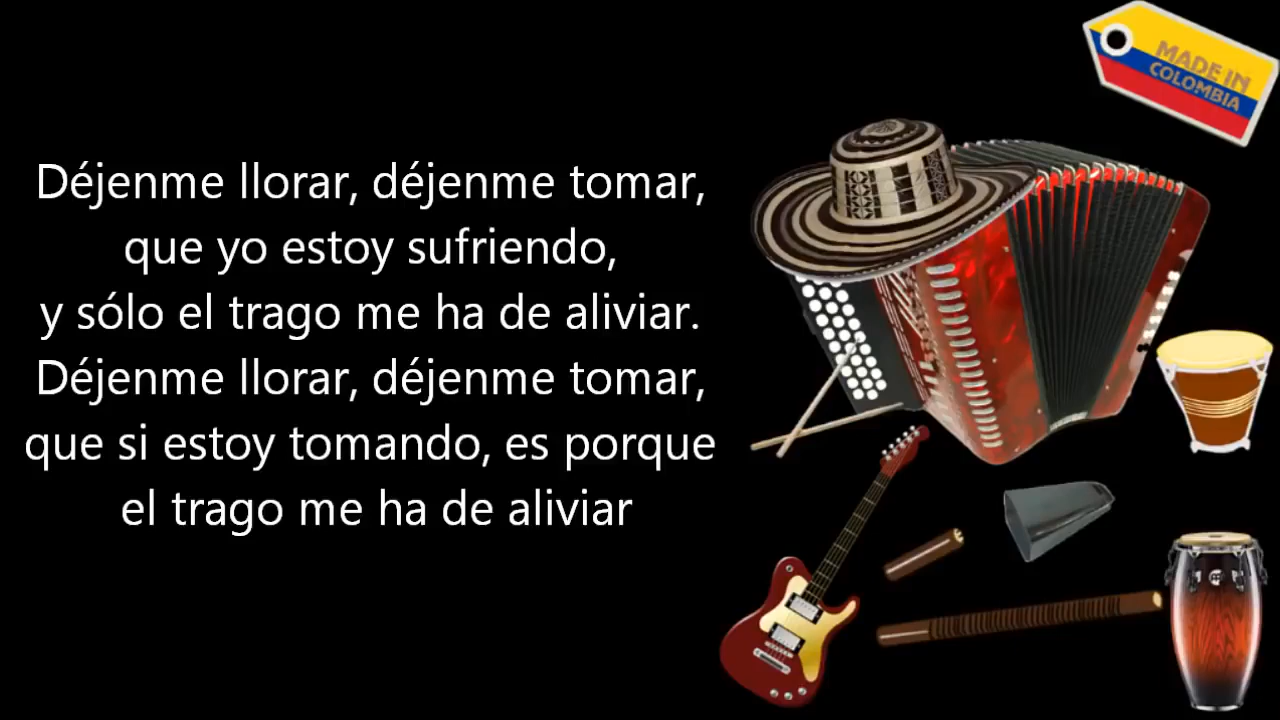 MADE IN
COLOMBIA
Déjenme llorar, déjenme tomar,
que yo estoy sufriendo,
y sólo el trago me ha de aliviar.
Déjenme llorar, déjenme tomar,
que si estoy tomando, es porque
el trago me ha de aliviar